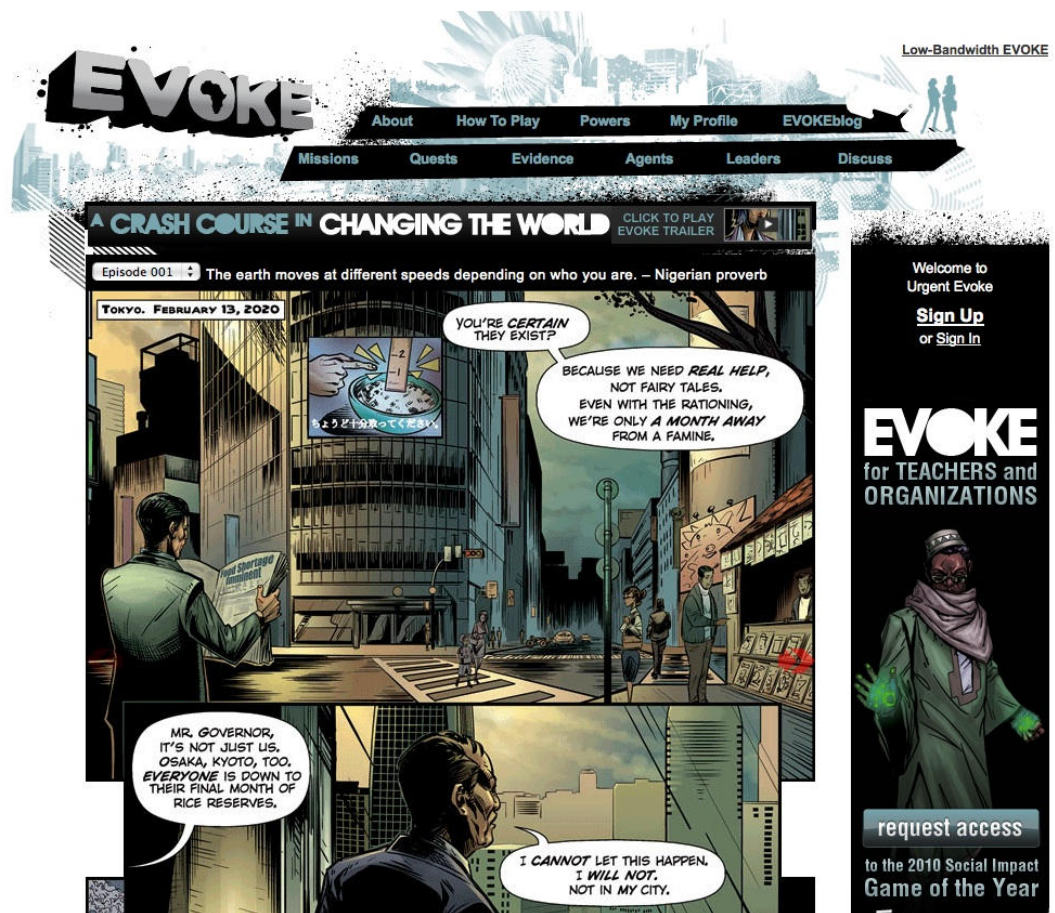 Low-Bandwidth EVOKE
EVOKE
About How To Play Powers My Profile EVOKEblog
Missions Quests Evidence Agents Leaders Discuss
A CRASH COURSE IN CHANGING THE WORLD
CLICK TO PLAY
EVOKE TRAILER
Episode 001
The earth moves at different speeds depending on who you are. – Nigerian proverb
TOKYO. FEBRUARY 13, 2020
YOU'RE CERTAIN
THEY EXIST?
BECAUSE WE NEED REAL HELP,
NOT FAIRY TALES.
EVEN WITH THE RATIONING,
WE'RE ONLY A MONTH AWAY
FROM A FAMINE.
-2
-1
ちょうど十分取ってください。
Food Shortage
Imminent
MR. GOVERNOR,
IT'S NOT JUST US.
OSAKA, KYOTO, TOO.
EVERYONE IS DOWN TO
THEIR FINAL MONTH OF
RICE RESERVES.
I CANNOT LET THIS HAPPEN.
I WILL NOT.
NOT IN MY CITY.
Welcome to
Urgent Evoke
Sign Up
or Sign In
EVOKE
for TEACHERS and
ORGANIZATIONS
request access
to the 2010 Social Impact
Game of the Year